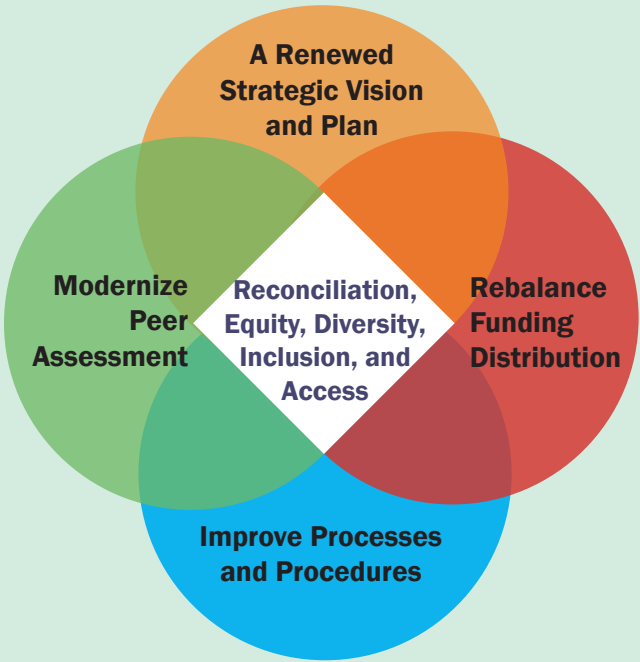 A Renewed
Strategic Vision
and Plan
Modernize
Peer
Assessment
Reconciliation,
Equity, Diversity,
Inclusion, and
Access
Rebalance
Funding
Distribution
Improve Processes
and Procedures